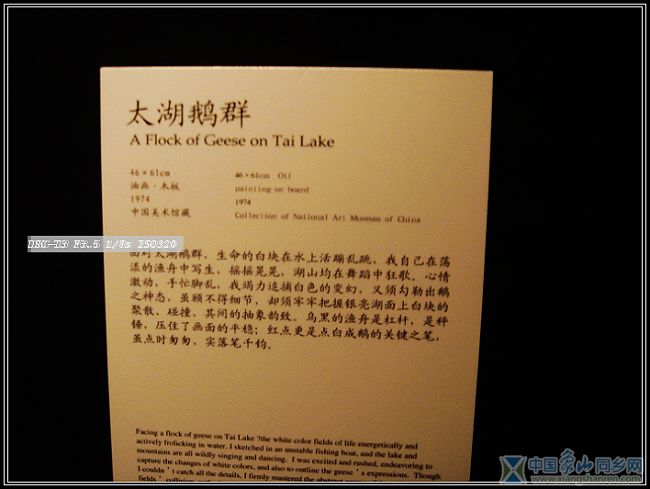 太湖鹅群
A Flock of Geese on Tai Lake
46×61cm
油画·木板
1974
中国美术馆藏
46×61cm Oil
painting on board
1974
Collection of National Art Museum of China
DSC-T3 F3.5 1/8s ISO320
面对太湖鹅群，生命的白块在水上活蹦乱跳，我自己在荡
漾的渔舟中写生，摇摇晃晃，湖山均在舞蹈中狂歌。心情
激动，手忙脚乱，我竭力追捕白色的变幻，又须勾勒出鹅
之神态，虽顾不得细节，却须牢牢把握银亮湖面上白块的
聚散、碰撞、其间的抽象韵致。乌黑的渔舟是杠杆，是秤
锤，压住了画面的平稳；红点更是点白成鹅的关键之笔，
虽点时匆匆，实落笔千钧。
Facing a flock of geese on Tai Lake ?the white color fields of life energetically and
actively frolicking in water, I sketched in an unstable fishing boat, and the lake and
mountains are all wildly singing and dancing. I was excited and rushed, endeavoring to
capture the changes of white colors, and also to outline the geese's expressions. Though
I couldn't catch all the details, I firmly mastered the abstract
fields'
中国象山同乡网
www.xiangshanren.com